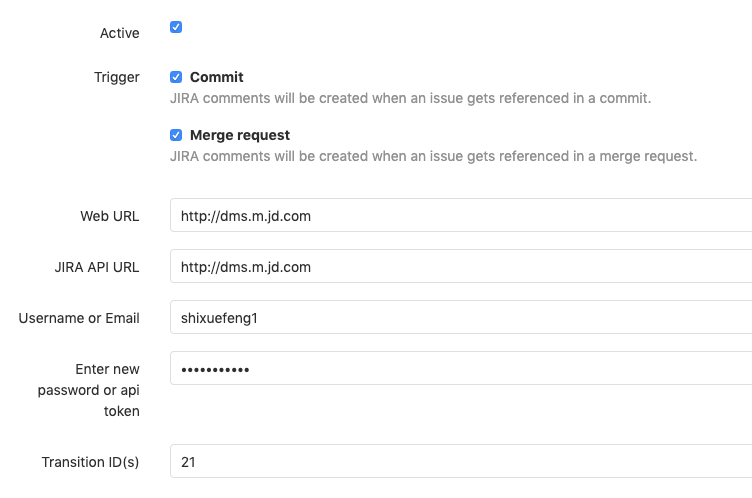 Active
Trigger
Commit
JIRA comments will be created when an issue gets referenced in a commit.
Merge request
JIRA comments will be created when an issue gets referenced in a merge request.
Web URL
http://dms.m.jd.com
JIRA API URL
http://dms.m.jd.com
Username or Email
shixuefeng1
Enter new
password or api
token
•••••••••••
Transition ID(s)
21